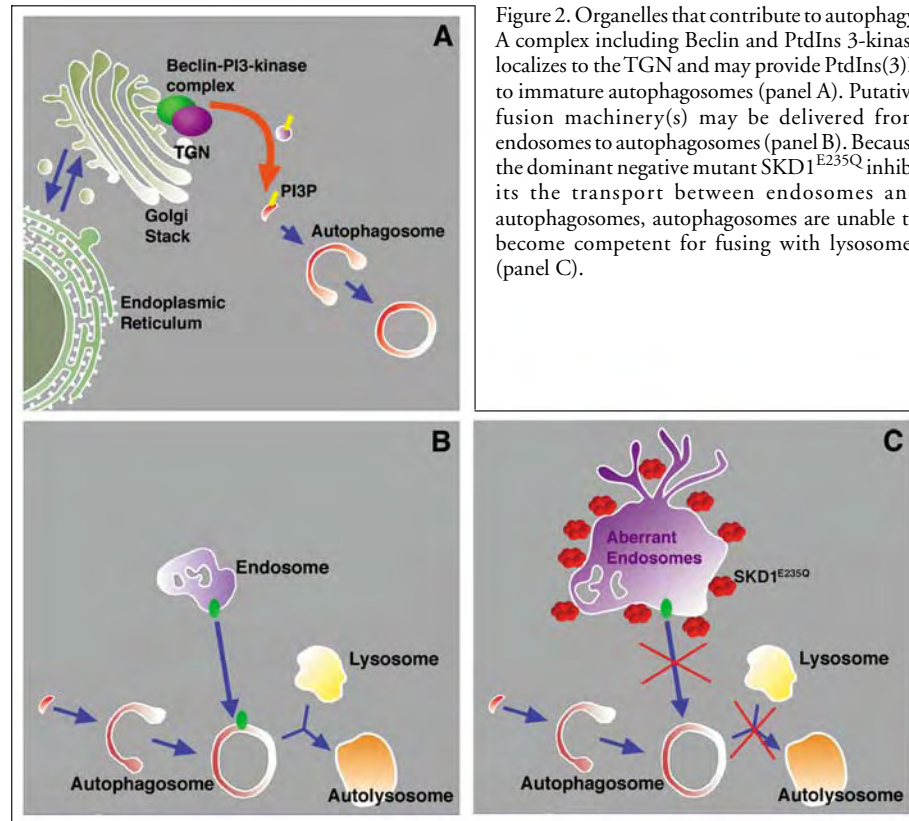 Figure 2. Organelles that contribute to autophagy
A complex including Beclin and PtdIns 3-kinas
localizes to the TGN and may provide PtdIns(3)
to immature autophagosomes (panel A). Putativ
fusion machinery(s) may be delivered from
endosomes to autophagosomes (panel B). Becaus
the dominant negative mutant SKD1E235Q inhib
its the transport between endosomes an
autophagosomes, autophagosomes are unable t
become competent for fusing with lysosome
(panel C).
A
Beclin-PI3-kinase
complex
TGN
PI3P
Golgi
Stack
Autophagosome
Endoplasmic
Reticulum
B
Endosome
Lysosome
Autophagosome
Autolysosome
C
Aberrant
Endosomes
SKD1E235Q
Lysosome
Autophagosome
Autolysosome